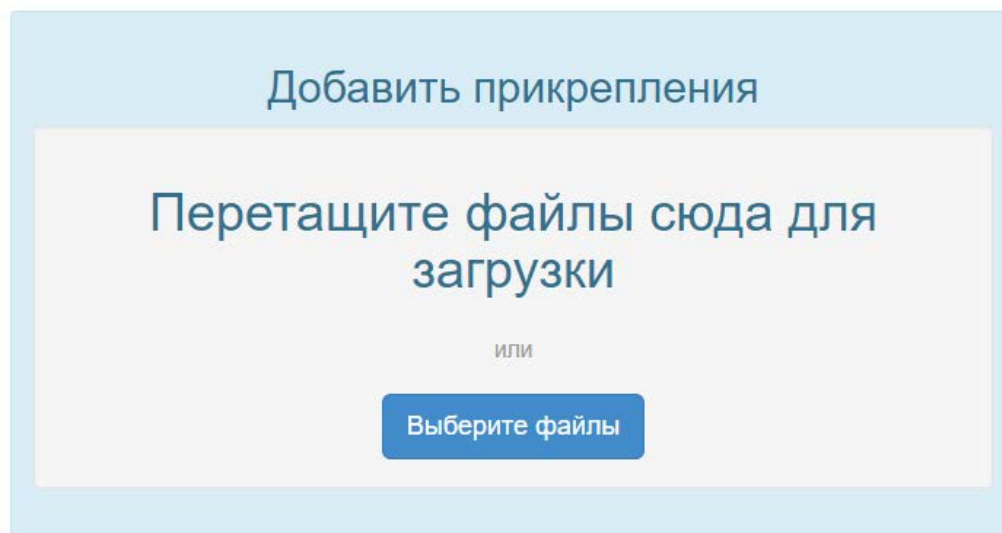 Добавить прикрепления
Перетащите файлы сюда для
загрузки
или
Выберите файлы